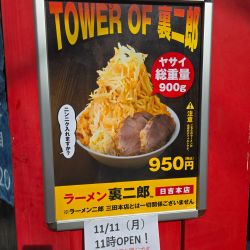 TOWER OF 裏二郎
ヤサイ
総重量
900g
ニンニク入れますか？
注意
950円
(税込)
ラーメン 裏二郎 日吉本店
※ラーメン二郎 三田本店とは一切関係ございません
11/11（月）
11時OPEN！